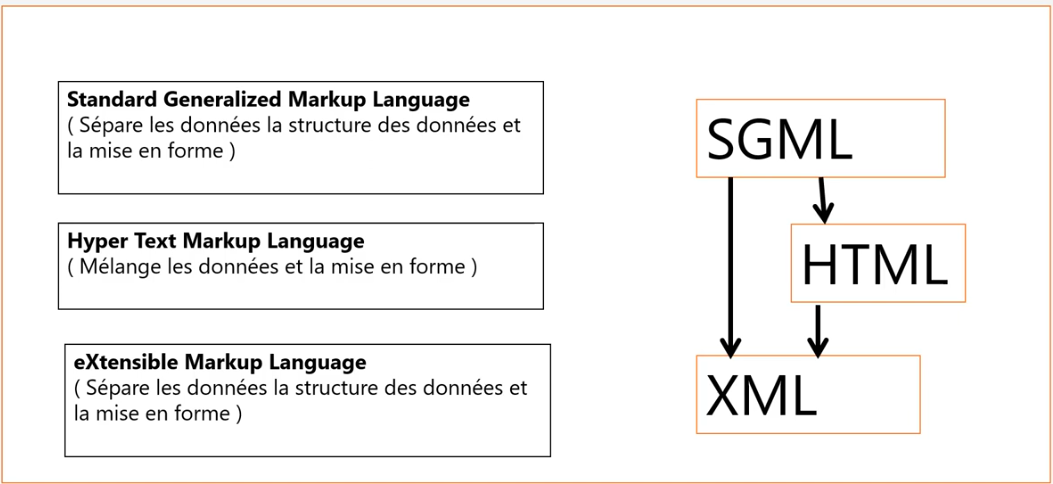 Standard Generalized Markup Language
( Sépare les données la structure des données et
la mise en forme )
SGML
Hyper Text Markup Language
( Mélange les données et la mise en forme )
HTML
eXtensible Markup Language
( Sépare les données la structure des données et
la mise en forme )
XML